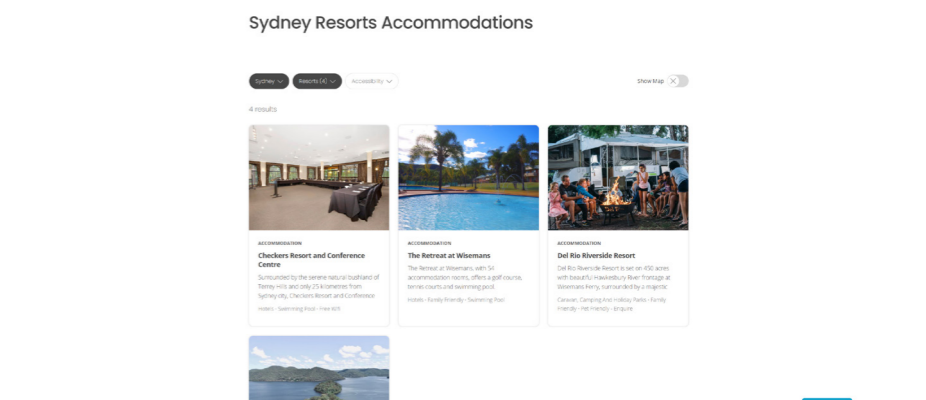 Sydney Resorts Accommodations
Sydney
Resorts (4)
Accessibility
Show Map
4 results
ACCOMMODATION
Checkers Resort and Conference
Centre
Surrounded by the serene natural bushland of
Terrey Hills and only 25 kilometres from
Sydney city, Checkers Resort and Conference
Hotels - Swimming Pool - Free Wifi
ACCOMMODATION
The Retreat at Wisemans
The Retreat at Wisemans, with 54
accommodation rooms, offers a golf course,
tennis courts and swimming pool.
Hotels - Family Friendly - Swimming Pool
ACCOMMODATION
Del Rio Riverside Resort
Del Rio Riverside Resort is set on 450 acres
with beautiful Hawkesbury River frontage at
Wisemans Ferry, surrounded by a majestic
Caravan, Camping And Holiday Parks - Family
Friendly - Pet Friendly - Enquire